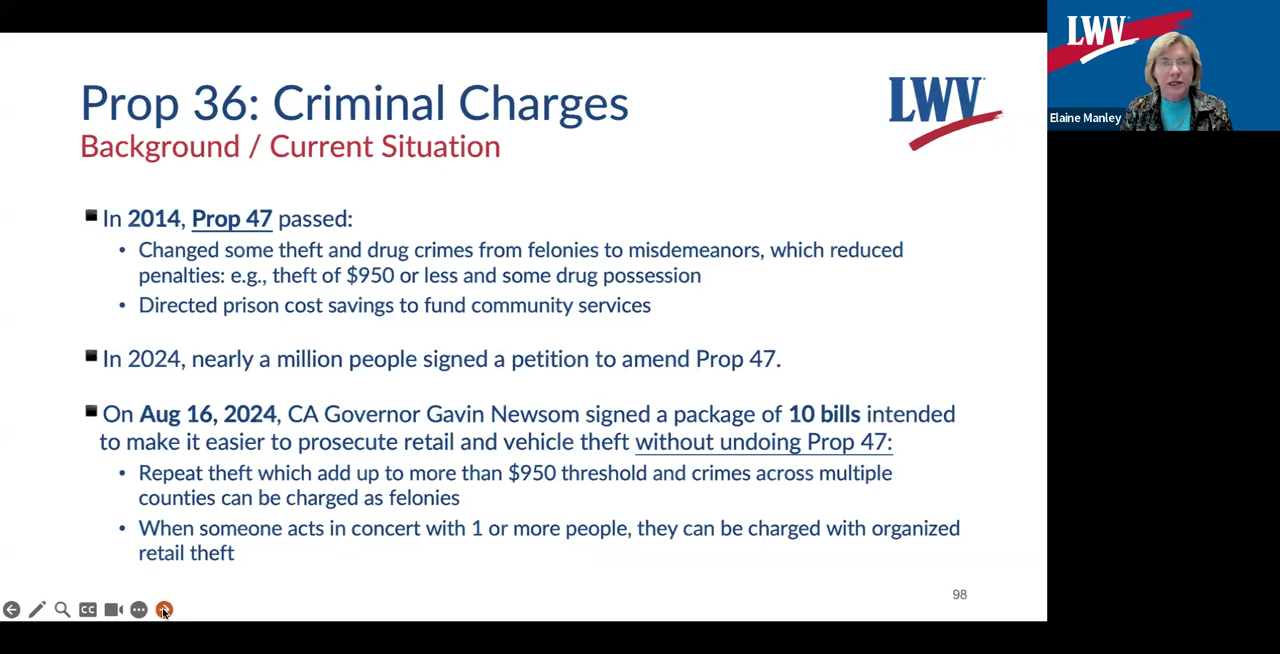 Prop 36: Criminal Charges
Background / Current Situation
LWV
In 2014, Prop 47 passed:
• Changed some theft and drug crimes from felonies to misdemeanors, which reduced
penalties: e.g., theft of $950 or less and some drug possession
• Directed prison cost savings to fund community services
In 2024, nearly a million people signed a petition to amend Prop 47.
On Aug 16, 2024, CA Governor Gavin Newsom signed a package of 10 bills intended
to make it easier to prosecute retail and vehicle theft without undoing Prop 47:
• Repeat theft which add up to more than $950 threshold and crimes across multiple
counties can be charged as felonies
• When someone acts in concert with 1 or more people, they can be charged with organized
retail theft
98
CC
LWV
Elaine Manley